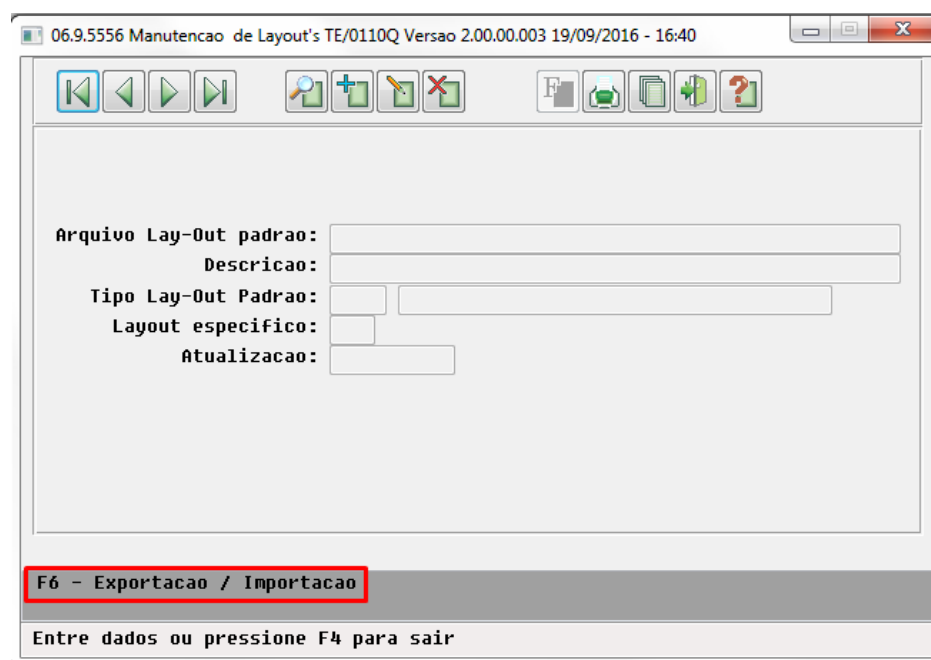 06.9.5556 Manutencao de Layout's TE/0110Q Versao 2.00.00.003 19/09/2016 - 16:40
F
Arquivo Lay-Out padrao:
Descricao:
Tipo Lay-Out Padrao:
Layout especifico:
Atualizacao:
F6 - Exportacao / Importacao
Entre dados ou pressione F4 para sair